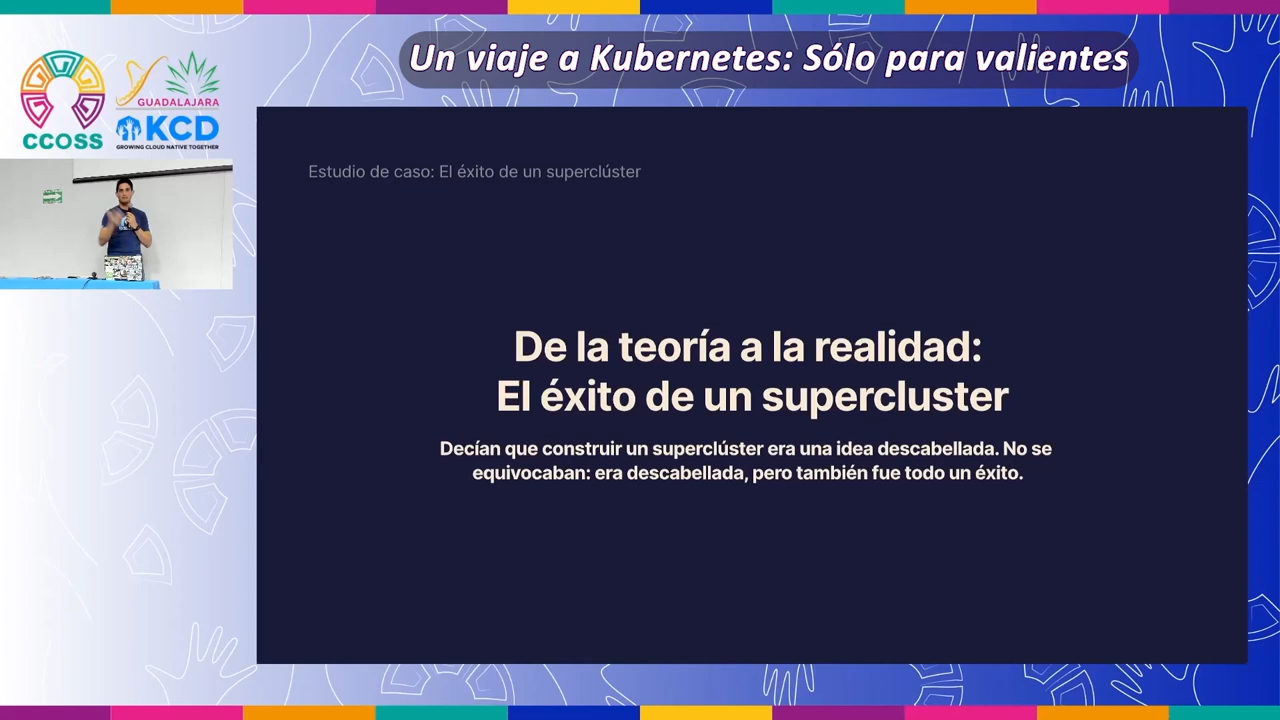 Un viaje a Kubernetes: Sólo para valientes
CCOSS
GUADALAJARA
KCD
GROWING CLOUD NATIVE TOGETHER
Estudio de caso: El éxito de un superclúster
De la teoría a la realidad:
El éxito de un supercluster
Decían que construir un superclúster era una idea descabellada. No se
equivocaban: era descabellada, pero también fue todo un éxito.